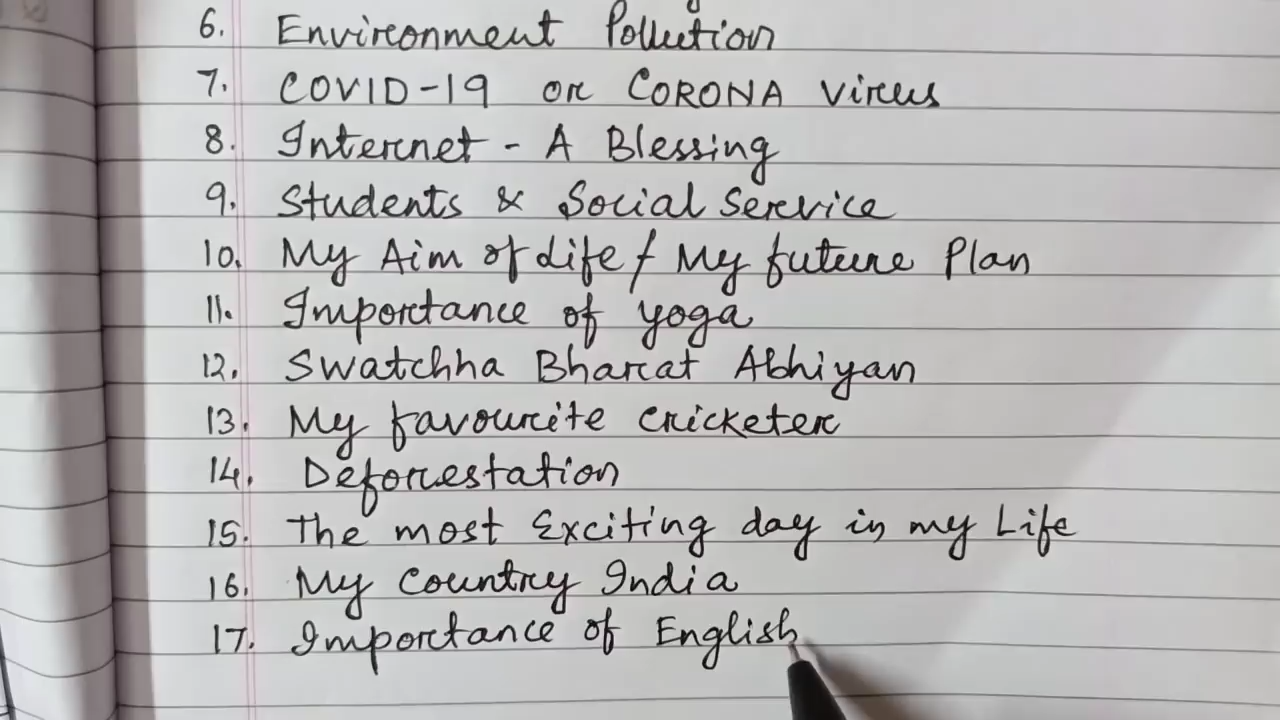 6. Environment Pollution
7. COVID-19 or CORONA virus
8. Internet - A Blessing
9. Students & Social Service
10. My Aim of Life / My future Plan
11. Importance of yoga
12. Swatchha Bharat Abhiyan
13. My favourite cricketer
14. Deforestation
15. The most Exciting day in my Life
16. My Country India
17. Importance of English